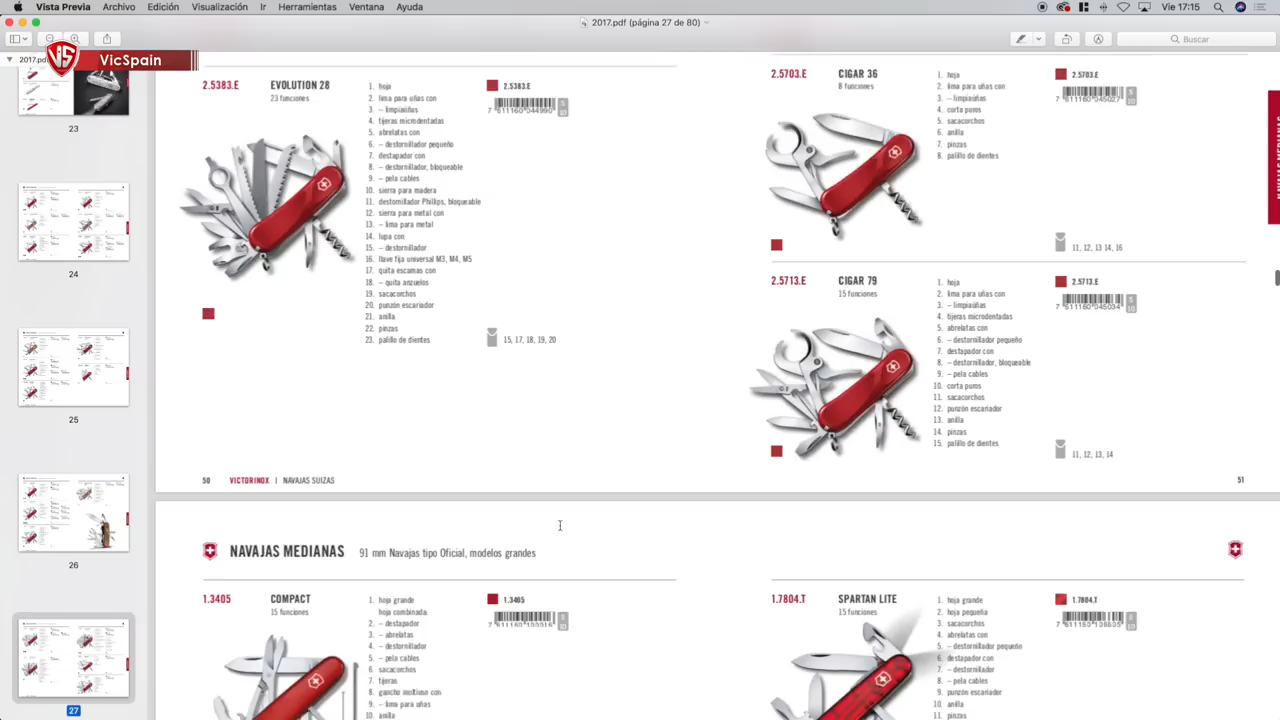 Vista Previa Archivo Edición Visualización Ir Herramientas Ventana Ayuda
Vie 17:15
2017.pdf (página 27 de 80)
Buscar
2017.pdf
VS VicSpain
23
24
25
26
27
2.5383.E
EVOLUTION 28
23 funciones
1. hoja
2. lima para uñas con
3. – limpiaúñas
4. tijeras microdentadas
5. abrelatas con
6. – destornillador pequeño
7. destapador con
8. – destornillador, bloqueable
9. – pela cables
10. sierra para madera
11. destornillador Phillips, bloqueable
12. sierra para metal con
13. – lima para metal
14. lupa con
15. – destornillador
16. llave fija universal M3, M4, M5
17. quita escamas con
18. – quita anzuelos
19. sacacorchos
20. punzón escariador
21. anilla
22. pinzas
23. palillo de dientes
2.5383.E
15, 17, 18, 19, 20
50 VICTORINOX | NAVAJAS SUIZAS
2.5703.E
CIGAR 36
8 funciones
1. hoja
2. lima para uñas con
3. – limpiaúñas
4. corta puros
5. sacacorchos
6. anilla
7. pinzas
8. palillo de dientes
2.5703.E
7 611160 045027
11, 12, 13 14, 16
2.5713.E
CIGAR 79
15 funciones
1. hoja
2. lima para uñas con
3. – limpiaúñas
4. tijeras microdentadas
5. abrelatas con
6. – destornillador pequeño
7. destapador con
8. – destornillador, bloqueable
9. – pela cables
10. corta puros
11. sacacorchos
12. punzón escariador
13. anilla
14. pinzas
15. palillo de dientes
2.5713.E
7 611160 045034
11, 12, 13, 14
51
NAVAJAS MEDIANAS 91 mm Navajas tipo Oficial, modelos grandes
1.3405
COMPACT
15 funciones
1. hoja grande
hoja combinada:
2. – destapador
3. – abrelatas
4. – destornillador
5. – pela cables
6. sacacorchos
7. tijeras
8. gancho multiuso con
9. – lima para uñas
10. anilla
1.3405
1.7804.T
SPARTAN LITE
15 funciones
1. hoja grande
2. hoja pequeña
3. sacacorchos
4. abrelatas con
5. – destornillador pequeño
6. destapador con
7. – destornillador
8. – pela cables
9. punzón escariador
10. anilla
11. pinzas
1.7804.T